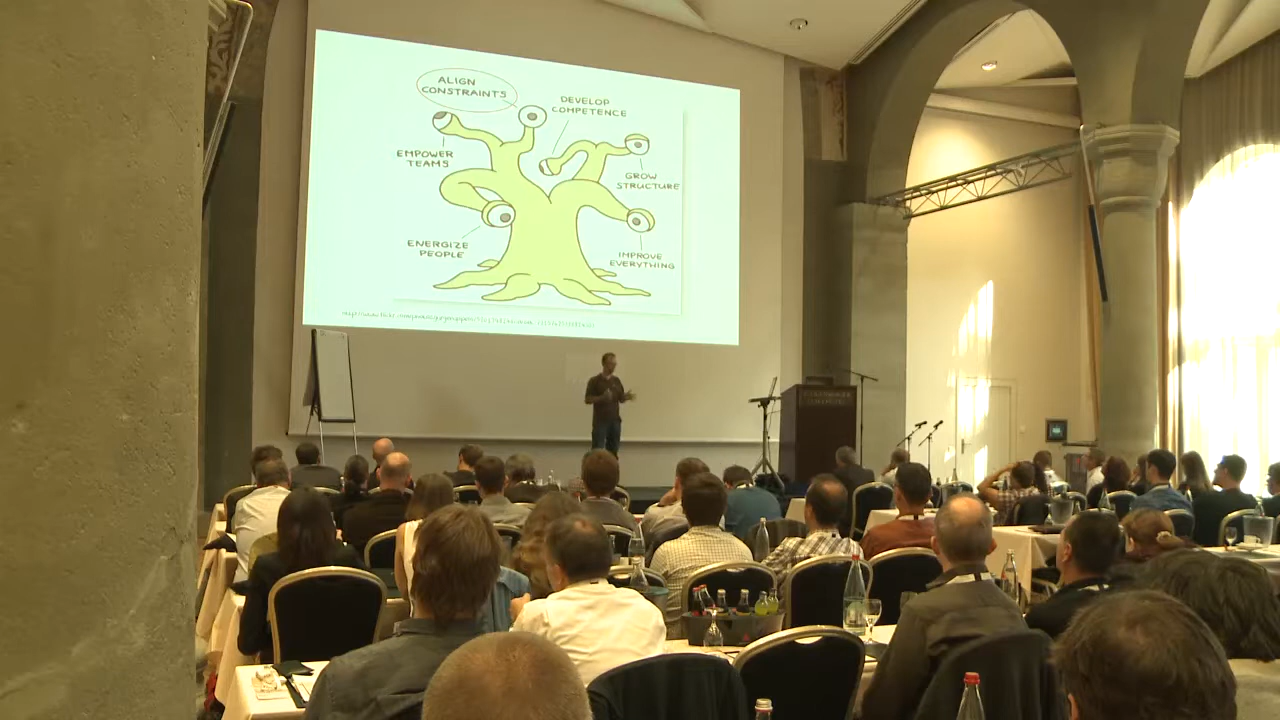 ALIGN
CONSTRAINTS
DEVELOP
COMPETENCE
EMPOWER
TEAMS
GROW
STRUCTURE
ENERGIZE
PEOPLE
IMPROVE
EVERYTHING